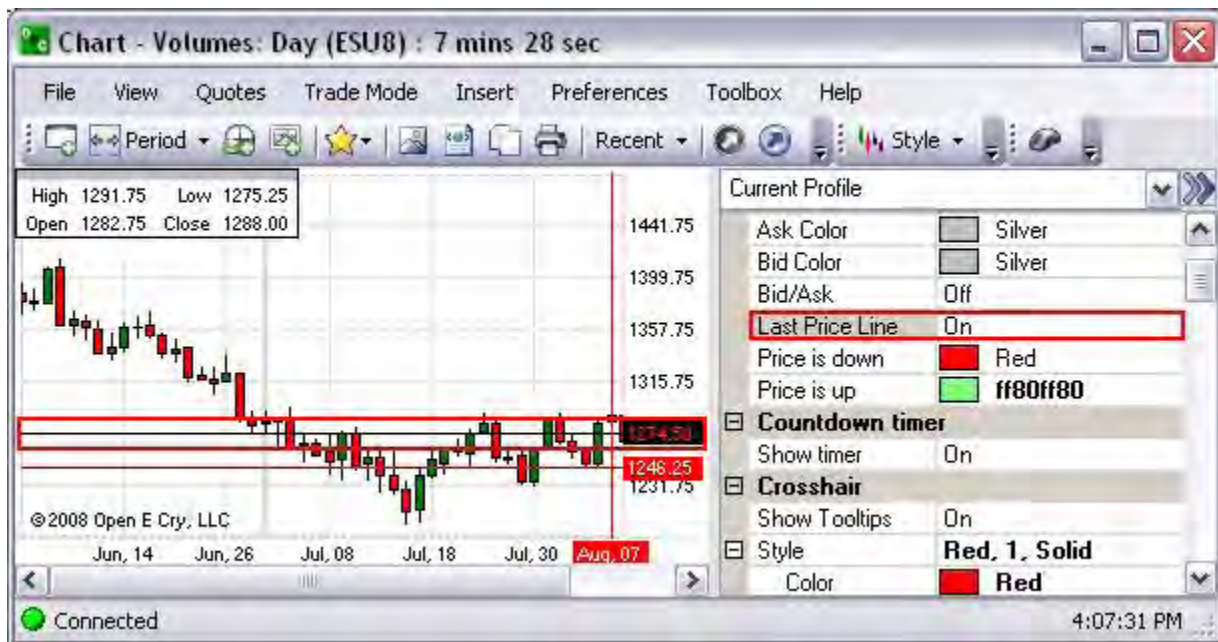 Chart - Volumes: Day (ESU8) : 7 mins 28 sec
File View Quotes Trade Mode Insert Preferences Toolbox Help
Period Recent Style
High 1291.75 Low 1275.25
Open 1282.75 Close 1288.00
1441.75
1399.75
1357.75
1315.75
1274.50
1246.25
1231.75
©2008 Open E Cry, LLC
Jun, 14 Jun, 26 Jul, 08 Jul, 18 Jul, 30 Aug, 07
Current Profile
Ask Color Silver
Bid Color Silver
Bid/Ask Off
Last Price Line On
Price is down Red
Price is up ff80ff80
Countdown timer
Show timer On
Crosshair
Show Tooltips On
Style Red, 1, Solid
Color Red
Connected 4:07:31 PM